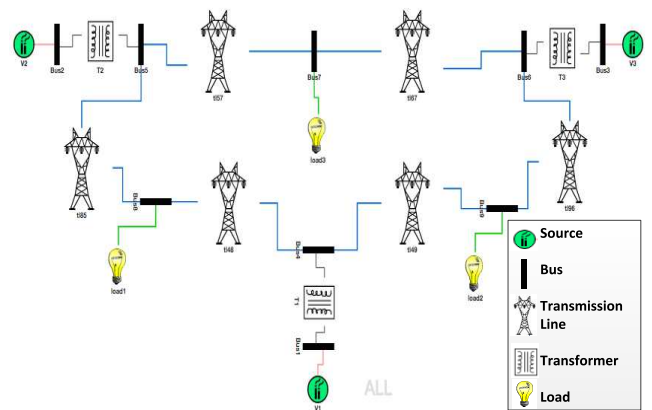 V2
Bus2
T2
Bus5
tl57
Bus7
tl67
Bus6
T3
Bus3
V3
load3
tl85
Bus8
tl48
tl49
Bus9
tl96
load1
Bus4
load2
T1
Bus1
V1
ALL
Source
Bus
Transmission
Line
Transformer
Load